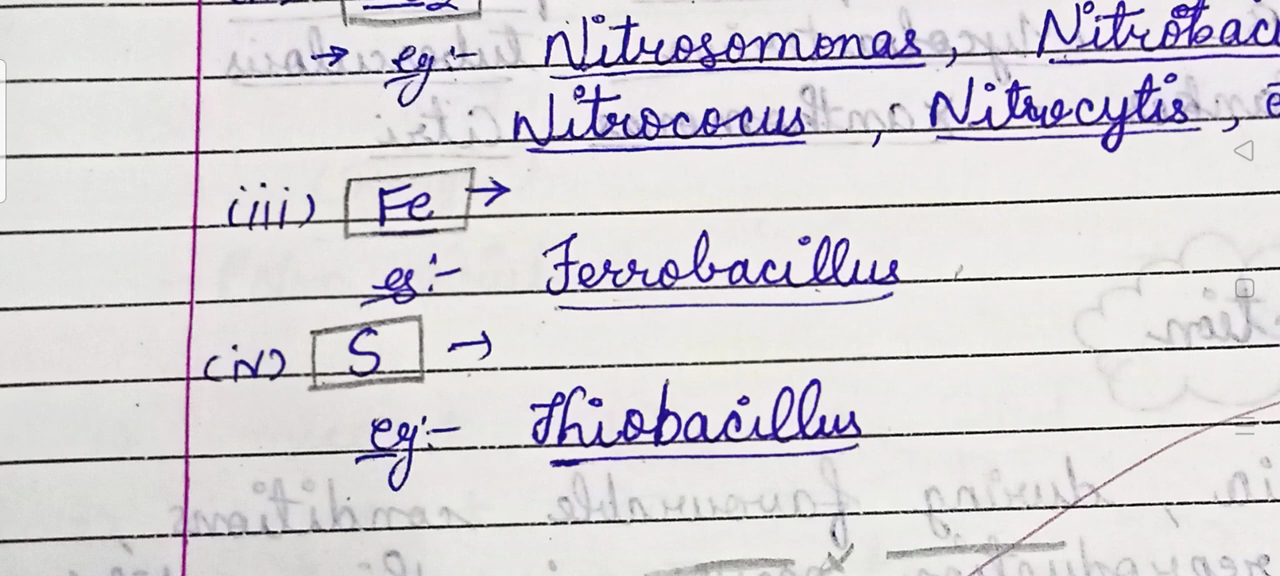 → eg:- Nitrosomonas, Nitrobac
Nitrococus, Nitrocytis,
(iii) Fe →
eg:- Ferrobacillus
(iv) S →
eg:- Thiobacillus